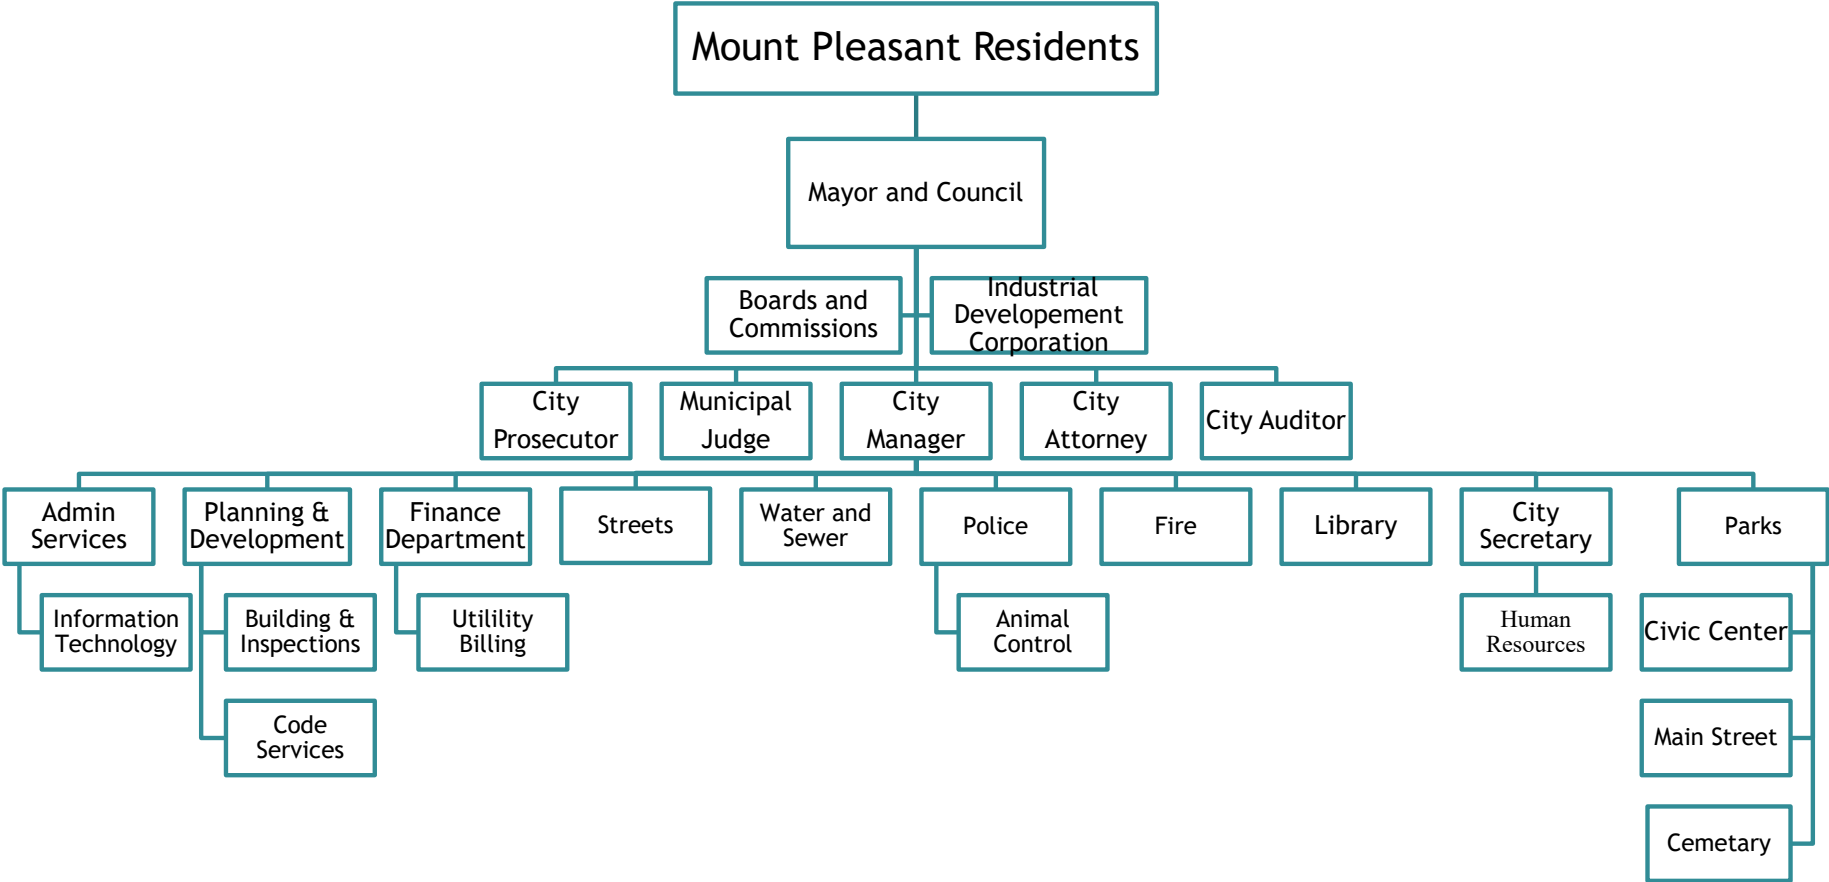 Mount Pleasant Residents
Mayor and Council
Boards and
Commissions
Industrial
Developement
Corporation
City
Prosecutor
Municipal
Judge
City
Manager
City
Attorney
City Auditor
Admin
Services
Planning &
Development
Finance
Department
Streets
Water and
Sewer
Police
Fire
Library
City
Secretary
Parks
Information
Technology
Building &
Inspections
Utilility
Billing
Animal
Control
Human
Resources
Civic Center
Code
Services
Main Street
Cemetary